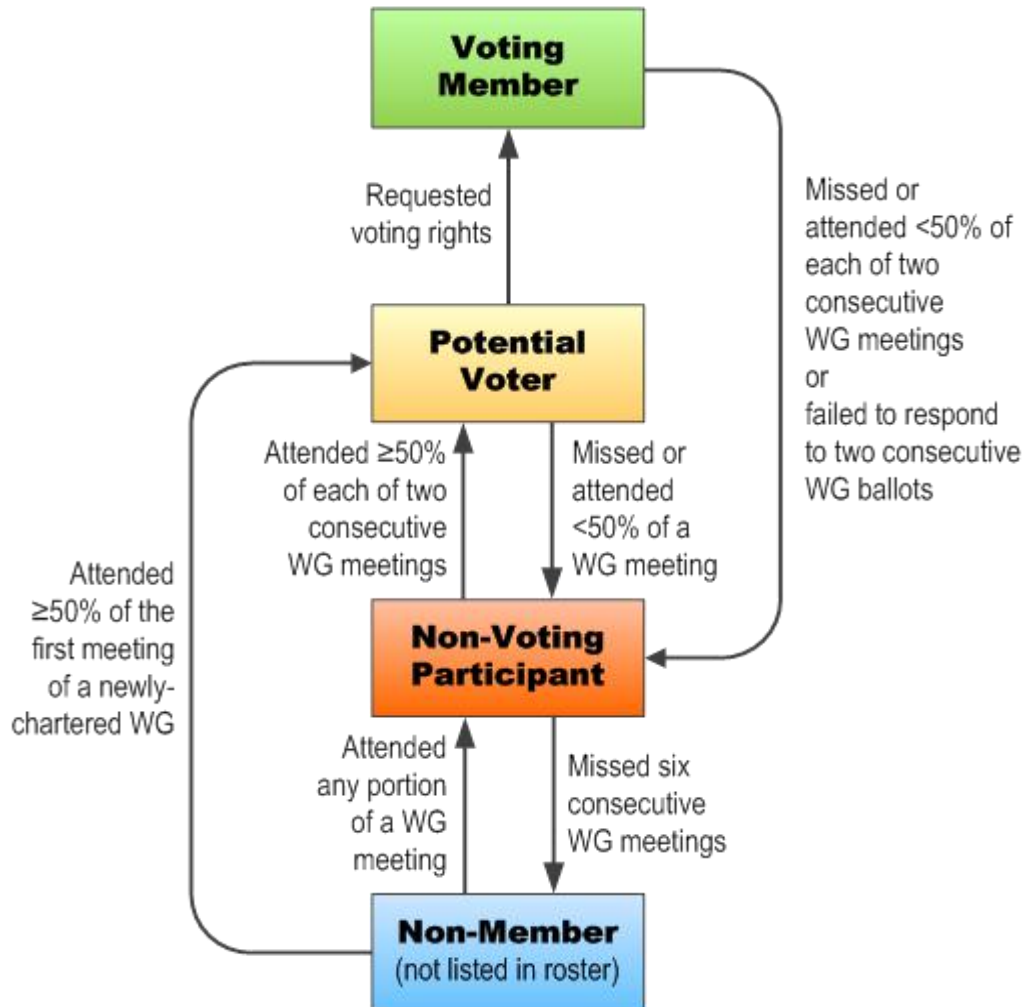 Voting
Member
Requested
voting rights
Missed or
attended <50% of
each of two
consecutive
WG meetings
or
failed to respond
to two consecutive
WG ballots
Potential
Voter
Attended ≥50%
of each of two
consecutive
WG meetings
Missed or
attended
<50% of a
WG meeting
Attended
≥50% of the
first meeting
of a newly-
chartered WG
Non-Voting
Participant
Attended
any portion
of a WG
meeting
Missed six
consecutive
WG meetings
Non-Member
(not listed in roster)